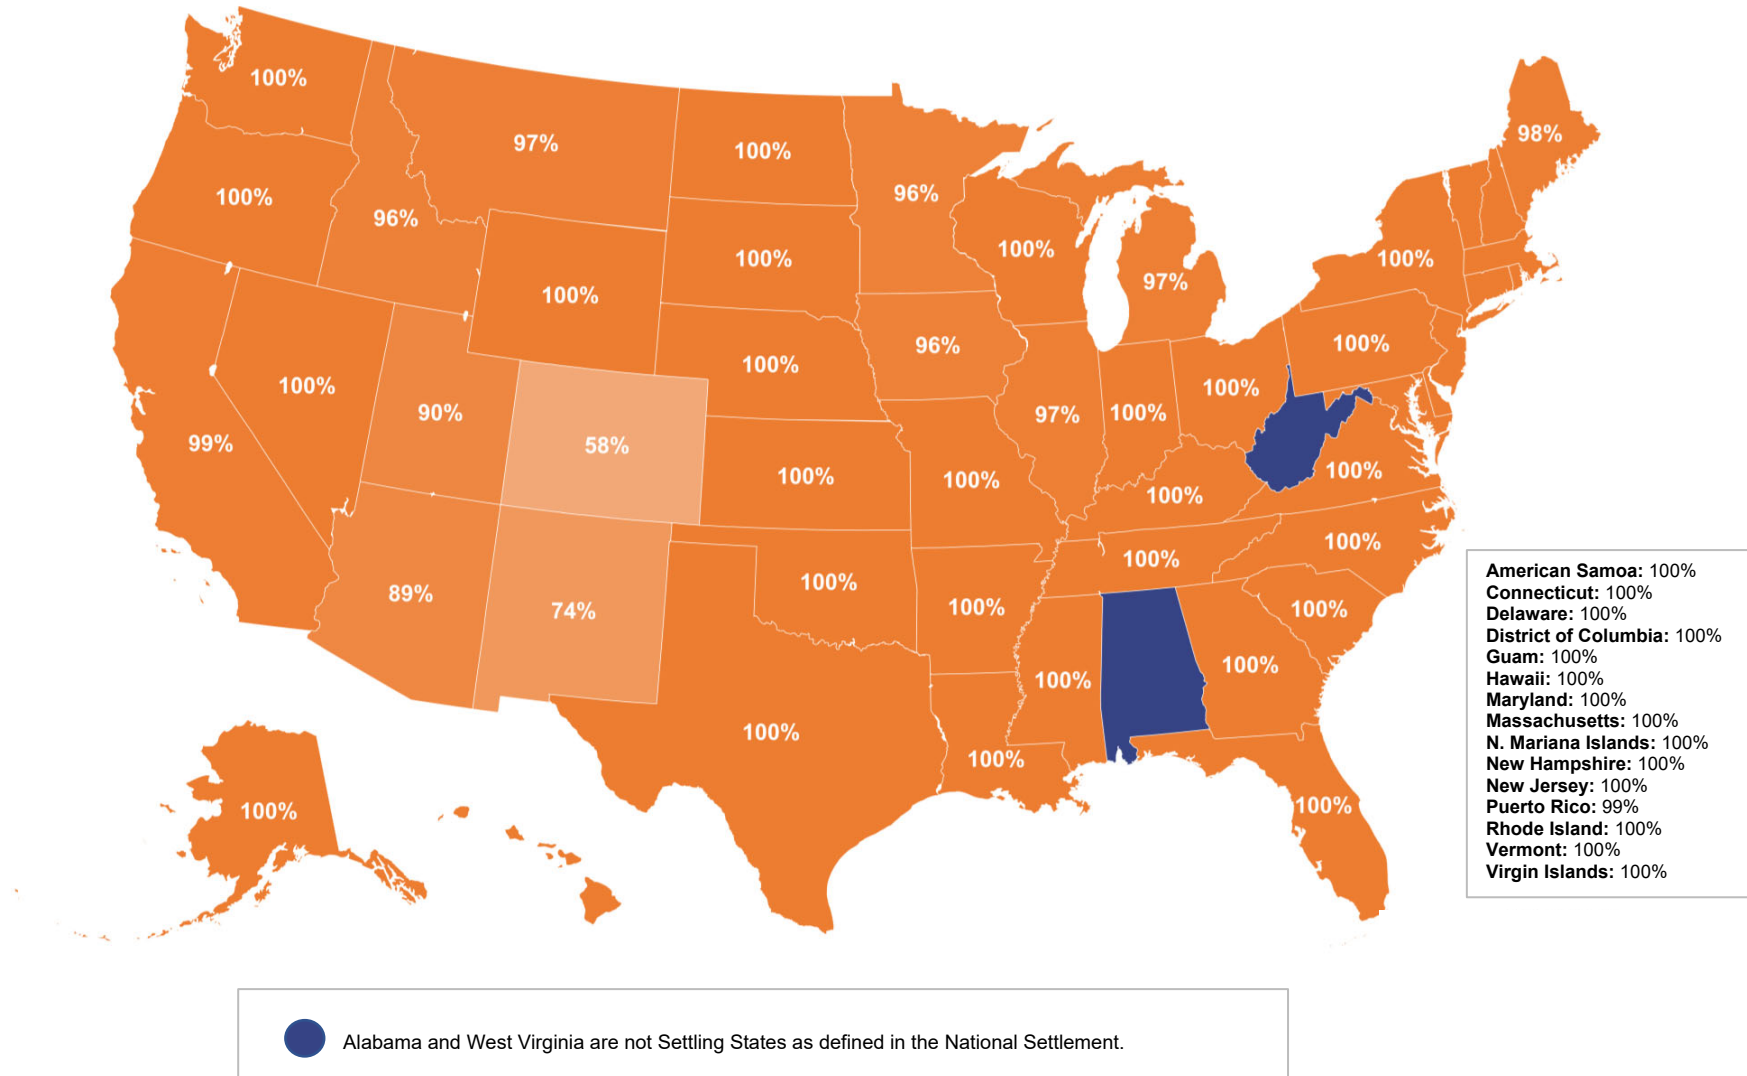 100%
98%
97%
100%
96%
100%
96%
100%
100%
100%
97%
100%
100%
96%
100%
100%
100%
100%
90%
97%
100%
99%
58%
100%
100%
100%
100%
100%
100%
100%
100%
89%
74%
100%
100%
100%
100%
100%
100%
100%
100%
100%
American Samoa: 100%
Connecticut: 100%
Delaware: 100%
District of Columbia: 100%
Guam: 100%
Hawaii: 100%
Maryland: 100%
Massachusetts: 100%
N. Mariana Islands: 100%
New Hampshire: 100%
New Jersey: 100%
Puerto Rico: 99%
Rhode Island: 100%
Vermont: 100%
Virgin Islands: 100%
Alabama and West Virginia are not Settling States as defined in the National Settlement.